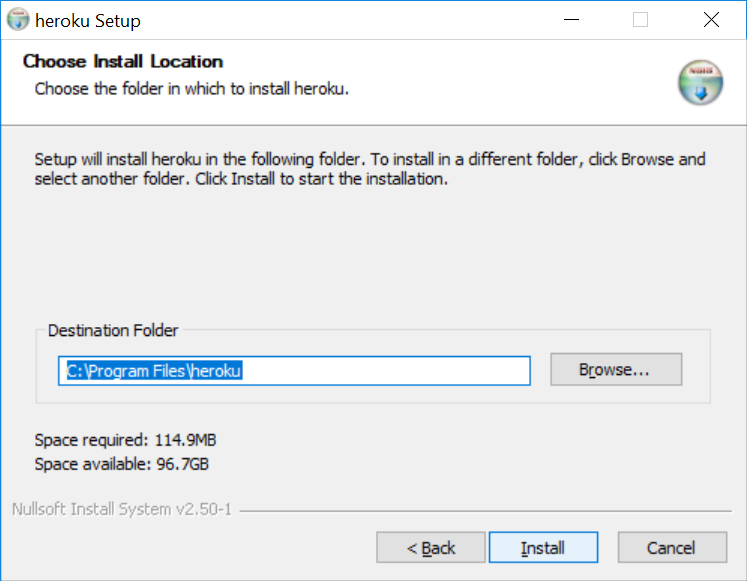 heroku Setup
Choose Install Location
Choose the folder in which to install heroku.
Setup will install heroku in the following folder. To install in a different folder, click Browse and
select another folder. Click Install to start the installation.
Destination Folder
C:\Program Files\heroku
Browse...
Space required: 114.9MB
Space available: 96.7GB
Nullsoft Install System v2.50-1
< Back
Install
Cancel